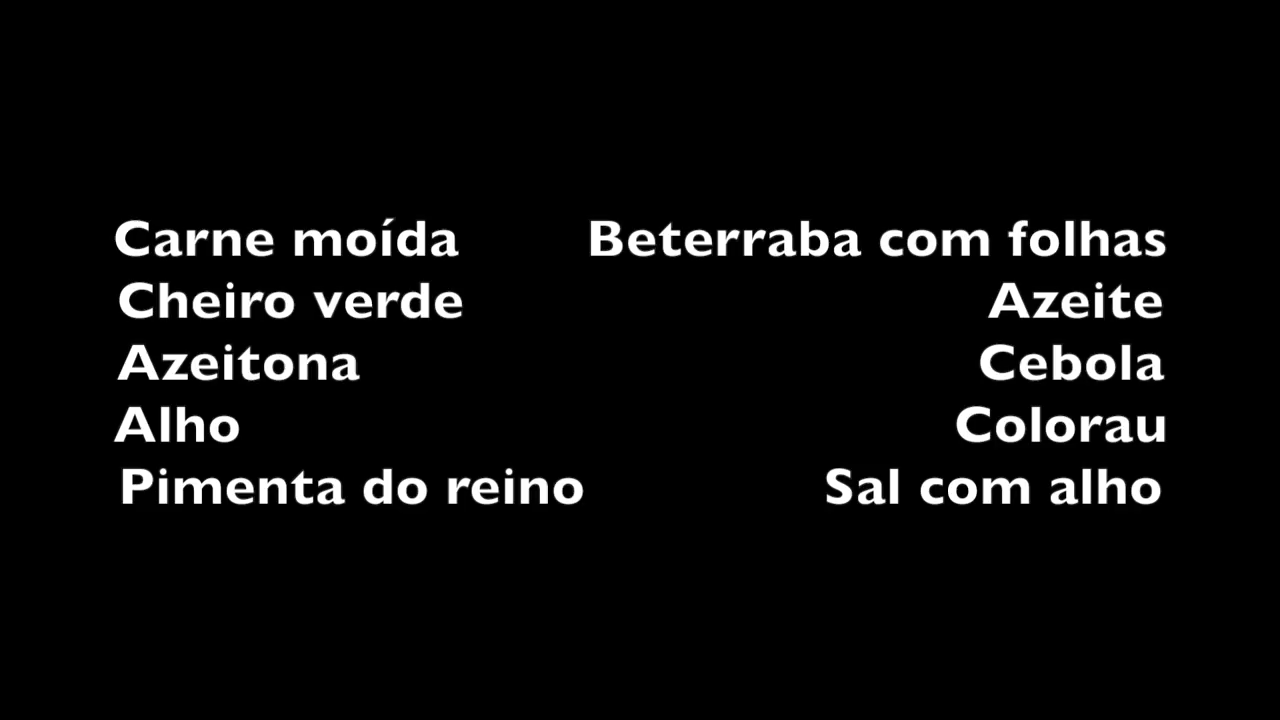 Carne moída Beterraba com folhas
Cheiro verde Azeite
Azeitona Cebola
Alho Colorau
Pimenta do reino Sal com alho